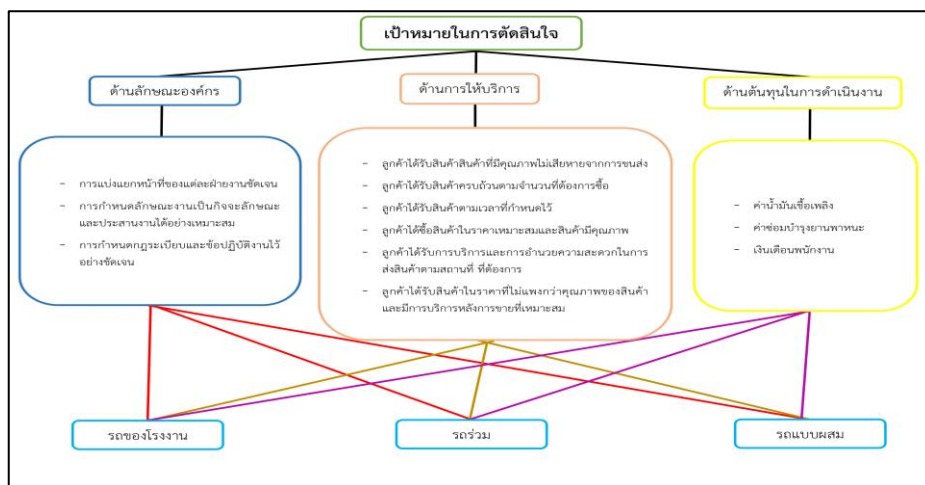 เป้าหมายในการตัดสินใจ
ด้านลักษณะองค์กร
ด้านการให้บริการ
ด้านต้นทุนในการดำเนินงาน
- การแบ่งแยกหน้าที่ของแต่ละฝ่ายงานชัดเจน
- การกำหนดลักษณะงานเป็นกิจจะลักษณะ
และประสานงานได้อย่างเหมาะสม
- การกำหนดกฎระเบียบและข้อปฏิบัติงานไว้
อย่างชัดเจน
- ลูกค้าได้รับสินค้าสินค้าที่มีคุณภาพไม่เสียหายจากการขนส่ง
- ลูกค้าได้รับสินค้าครบถ้วนตามจำนวนที่ต้องการซื้อ
- ลูกค้าได้รับสินค้าตามเวลาที่กำหนดไว้
- ลูกค้าได้ซื้อสินค้าในราคาเหมาะสมและสินค้ามีคุณภาพ
- ลูกค้าได้รับการบริการและการอำนวยความสะดวกในการ
ส่งสินค้าตามสถานที่ ที่ต้องการ
- ลูกค้าได้รับสินค้าในราคาที่ไม่แพงกว่าคุณภาพของสินค้า
และมีการบริการหลังการขายที่เหมาะสม
- ค่าน้ำมันเชื้อเพลิง
- ค่าซ่อมบำรุงยานพาหนะ
- เงินเดือนพนักงาน
รถของโรงงาน
รถร่วม
รถแบบผสม